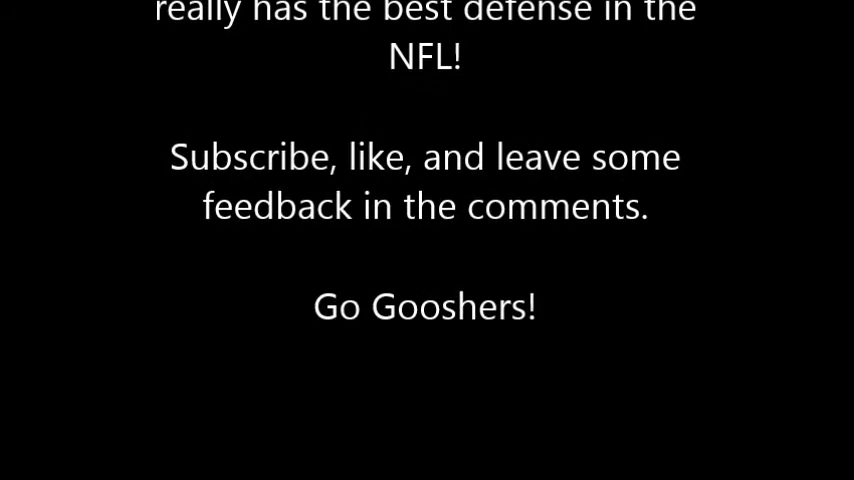 really has the best defense in the
NFL!
Subscribe, like, and leave some
feedback in the comments.
Go Gooshers!